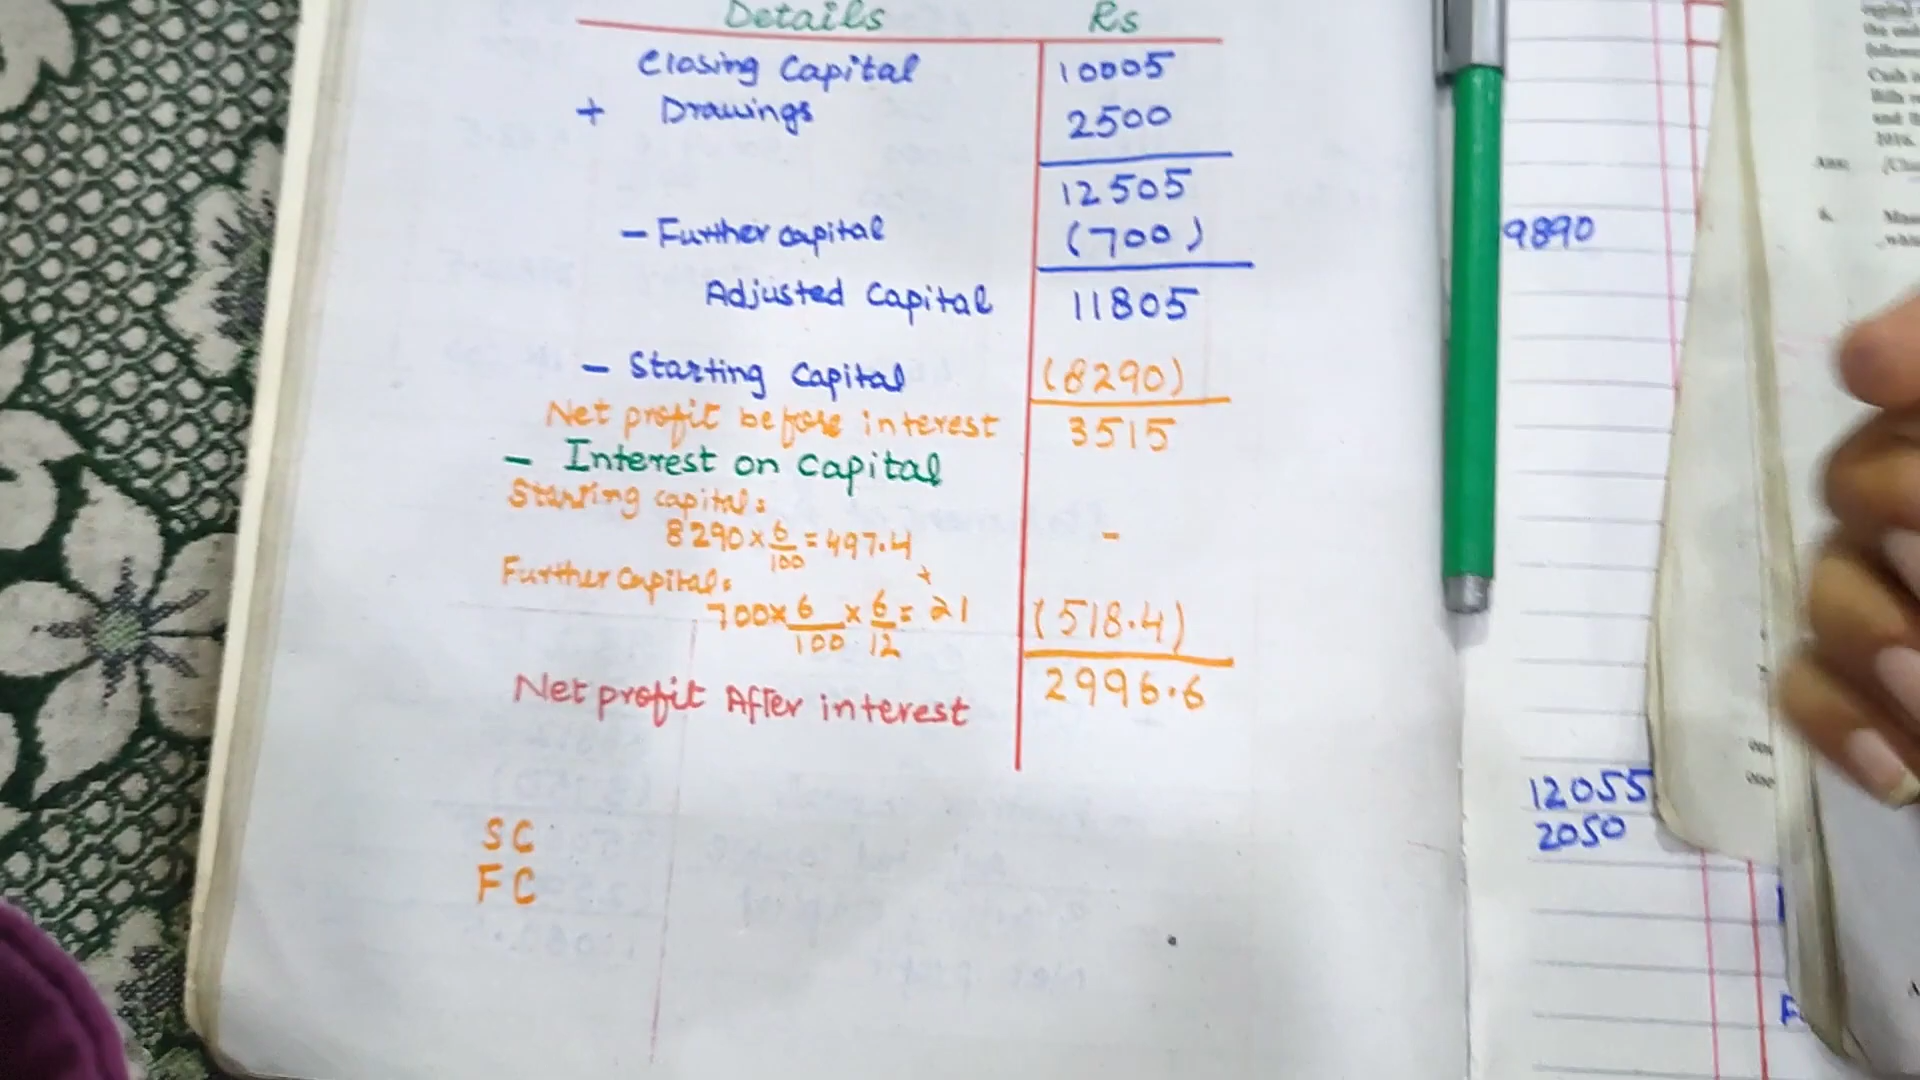 Details Rs
Closing Capital 10005
+ Drawings 2500
12505
- Further capital (700)
9890
Adjusted Capital 11805
- Starting Capital (8290)
Net profit before interest 3515
- Interest on Capital
Starting capital:
8290 × 6/100 = 497.4 -
Further Capital: +
700 × 6/100 × 6/12 = 21 (518.4)
Net profit After interest 2996.6
12055
2050
SC
FC